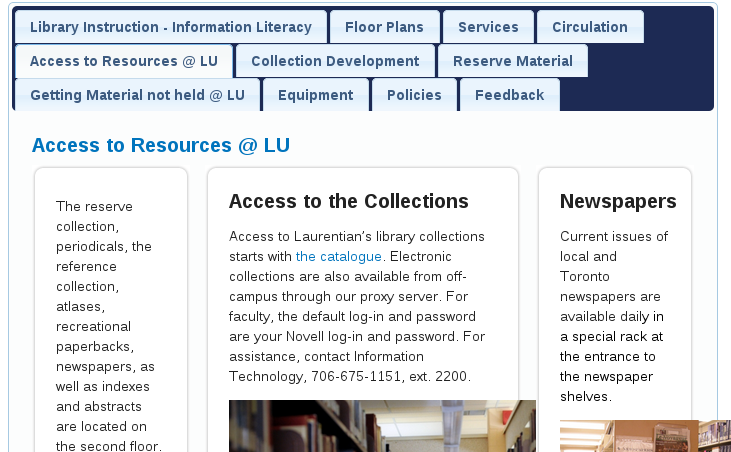 Library Instruction - Information Literacy
Floor Plans
Services
Circulation
Access to Resources @ LU
Collection Development
Reserve Material
Getting Material not held @ LU
Equipment
Policies
Feedback
Access to Resources @ LU
The reserve
collection,
periodicals, the
reference
collection,
atlases,
recreational
paperbacks,
newspapers, as
well as indexes
and abstracts
are located on
the second floor.
Access to the Collections
Access to Laurentian’s library collections
starts with the catalogue. Electronic
collections are also available from off-
campus through our proxy server. For
faculty, the default log-in and password
are your Novell log-in and password. For
assistance, contact Information
Technology, 706-675-1151, ext. 2200.
Newspapers
Current issues of
local and
Toronto
newspapers are
available daily in
a special rack at
the entrance to
the newspaper
shelves.